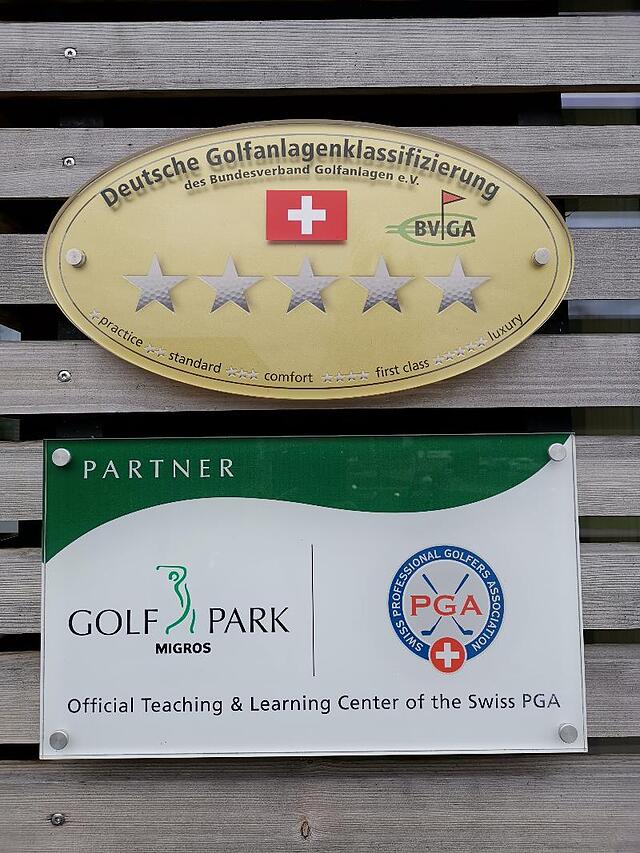 Deutsche Golfanlagenklassifizierung
des Bundesverband Golfanlagen e.V.
BVGA
practice standard comfort first class luxury
PARTNER
GOLF PARK
MIGROS
SWISS PROFESSIONAL GOLFERS ASSOCIATION
PGA
Official Teaching & Learning Center of the Swiss PGA